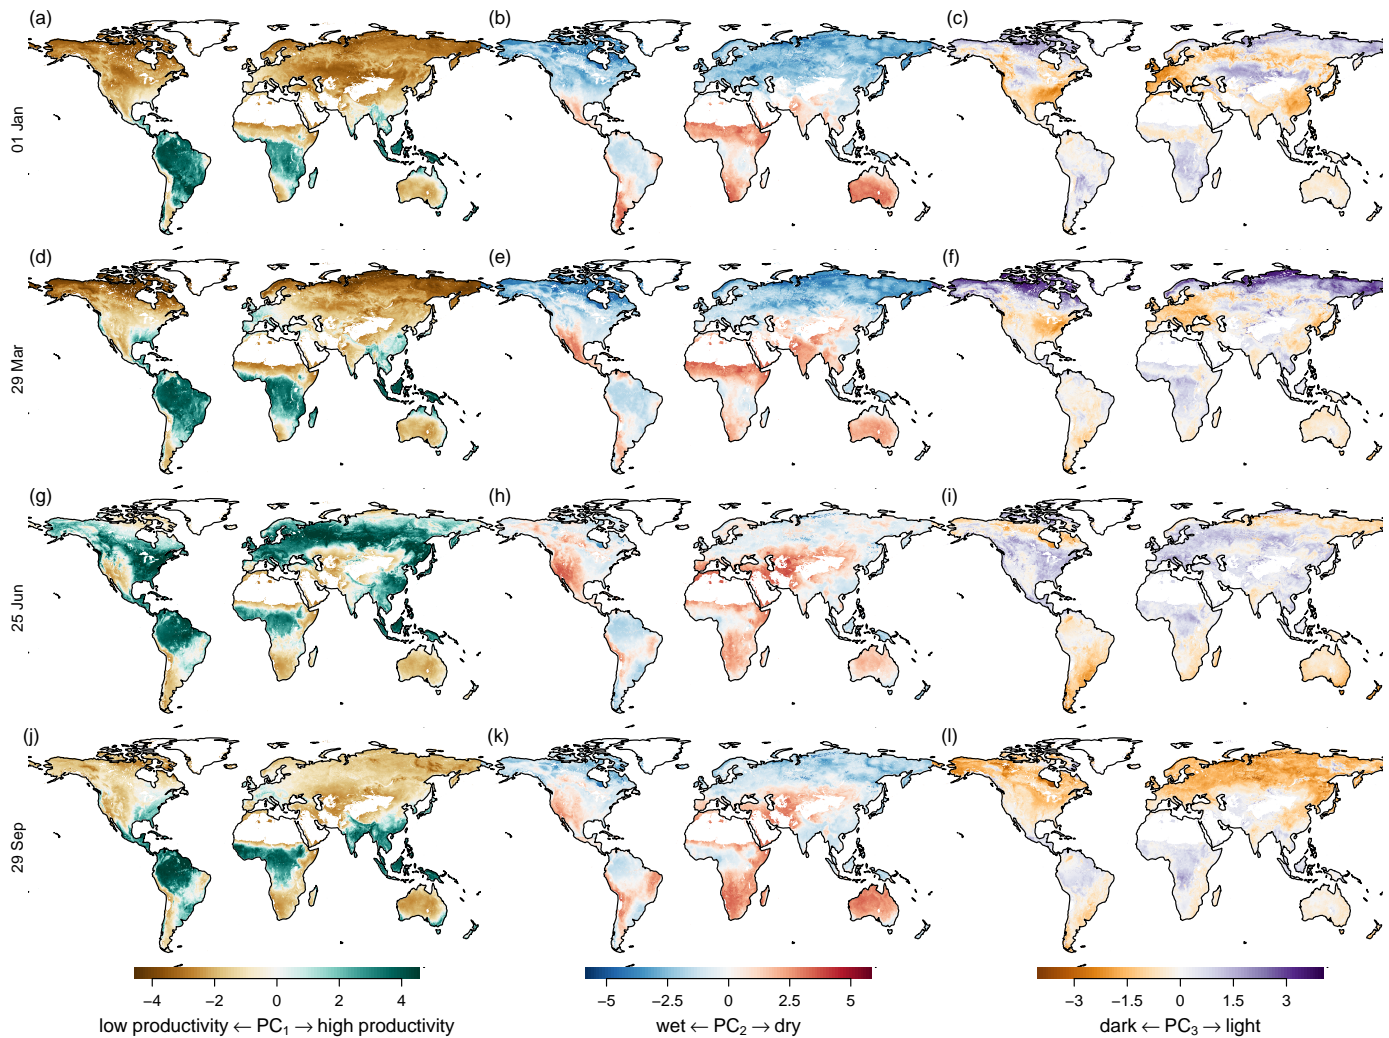 (a) (b) (c)
01 Jan
(d) (e) (f)
29 Mar
(g) (h) (i)
25 Jun
(j) (k) (l)
29 Sep
−4 −2 0 2 4
low productivity ← PC₁ → high productivity
−5 −2.5 0 2.5 5
wet ← PC₂ → dry
−3 −1.5 0 1.5 3
dark ← PC₃ → light